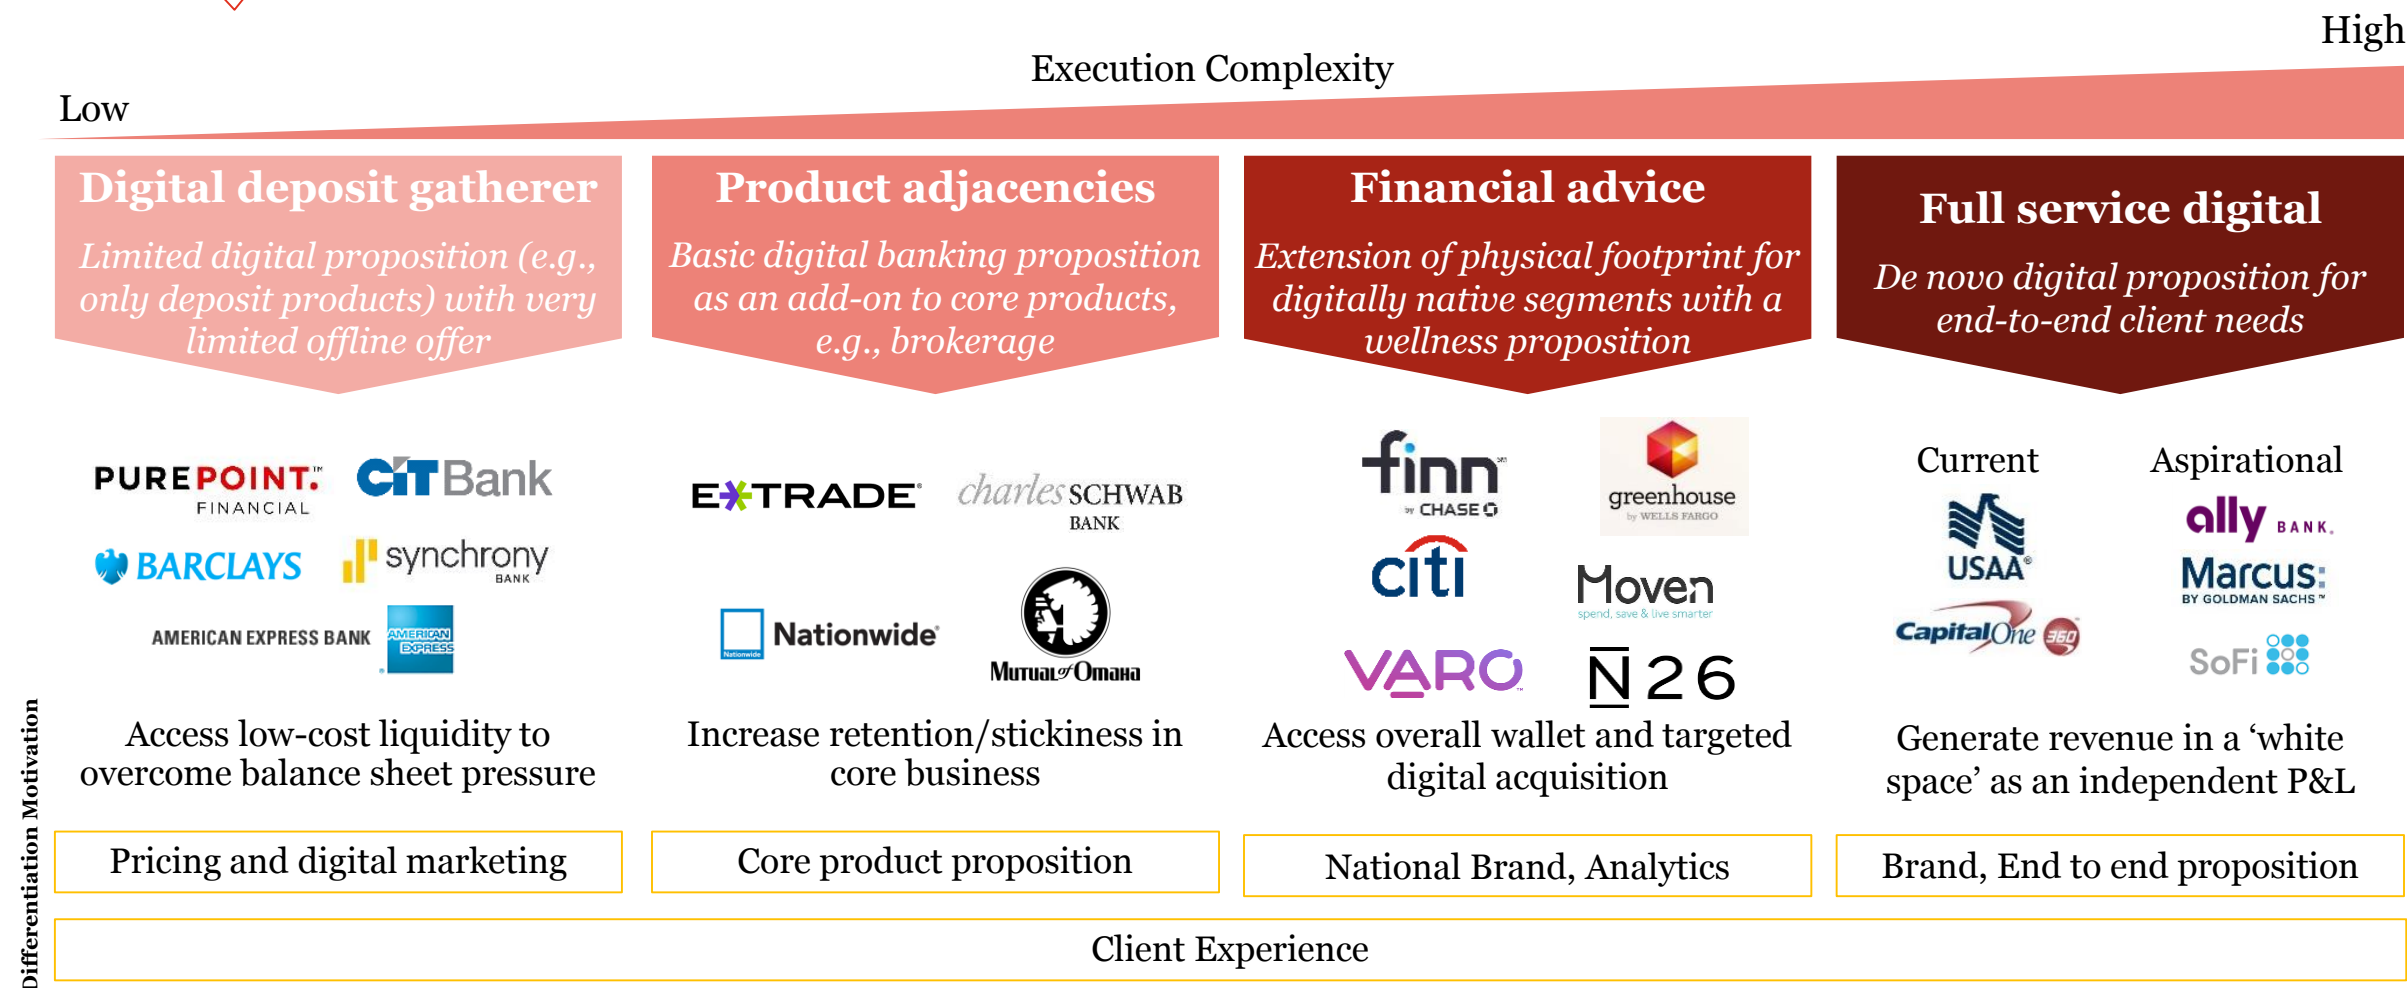 High
Execution Complexity
Low
Digital deposit gatherer
Limited digital proposition (e.g.,
only deposit products) with very
limited offline offer
Product adjacencies
Basic digital banking proposition
as an add-on to core products,
e.g., brokerage
Financial advice
Extension of physical footprint for
digitally native segments with a
wellness proposition
Full service digital
De novo digital proposition for
end-to-end client needs
PUREPOINT.™
FINANCIAL
CIT Bank
BARCLAYS
synchrony
BANK
AMERICAN EXPRESS BANK
AMERICAN
EXPRESS
®
E*TRADE®
charles SCHWAB
BANK
Nationwide
Nationwide®
MUTUAL of OMAHA
finn℠
by CHASE
greenhouse
by WELLS FARGO
citi
Moven
spend, save & live smarter
VARO™
N26
Current
USAA®
Capital One 360
Aspirational
ally BANK.
Marcus:
BY GOLDMAN SACHS™
SoFi
Differentiation Motivation
Access low-cost liquidity to
overcome balance sheet pressure
Increase retention/stickiness in
core business
Access overall wallet and targeted
digital acquisition
Generate revenue in a ‘white
space’ as an independent P&L
Pricing and digital marketing
Core product proposition
National Brand, Analytics
Brand, End to end proposition
Client Experience